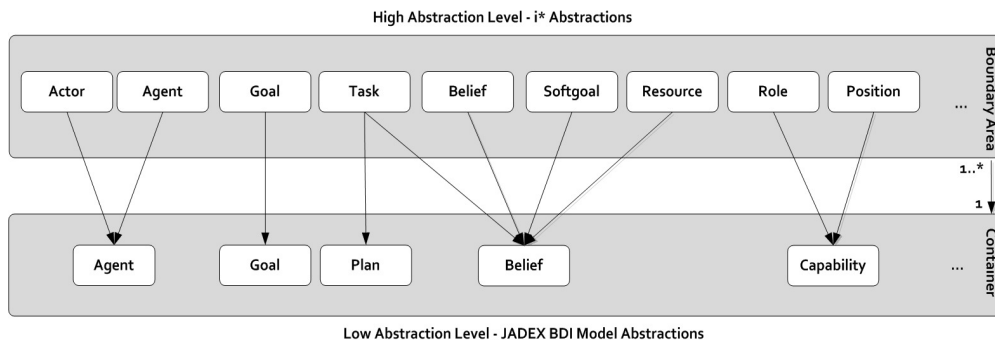 High Abstraction Level - i* Abstractions
Actor
Agent
Goal
Task
Belief
Softgoal
Resource
Role
Position
...
Boundary Area
1..*
1
Agent
Goal
Plan
Belief
Capability
...
Container
Low Abstraction Level - JADEX BDI Model Abstractions